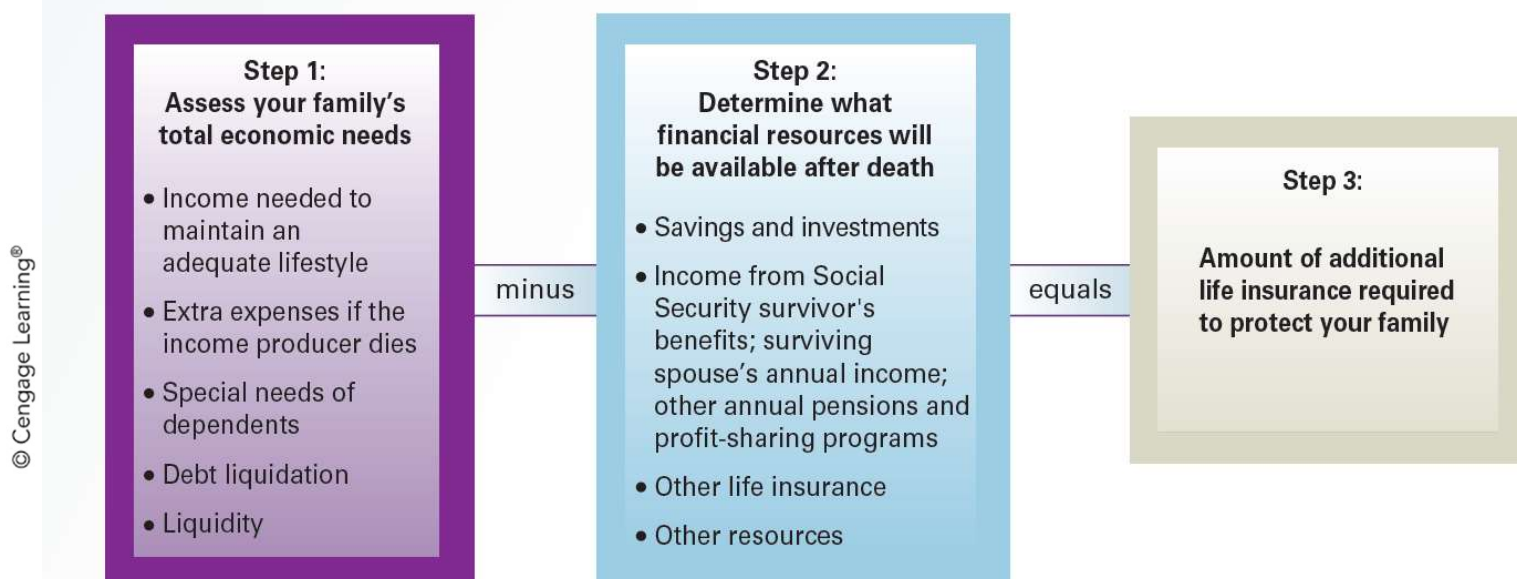 © Cengage Learning®
Step 1:
Assess your family's
total economic needs
• Income needed to
maintain an
adequate lifestyle
• Extra expenses if the
income producer dies
• Special needs of
dependents
• Debt liquidation
• Liquidity
minus
Step 2:
Determine what
financial resources will
be available after death
• Savings and investments
• Income from Social
Security survivor's
benefits; surviving
spouse's annual income;
other annual pensions and
profit-sharing programs
• Other life insurance
• Other resources
equals
Step 3:
Amount of additional
life insurance required
to protect your family